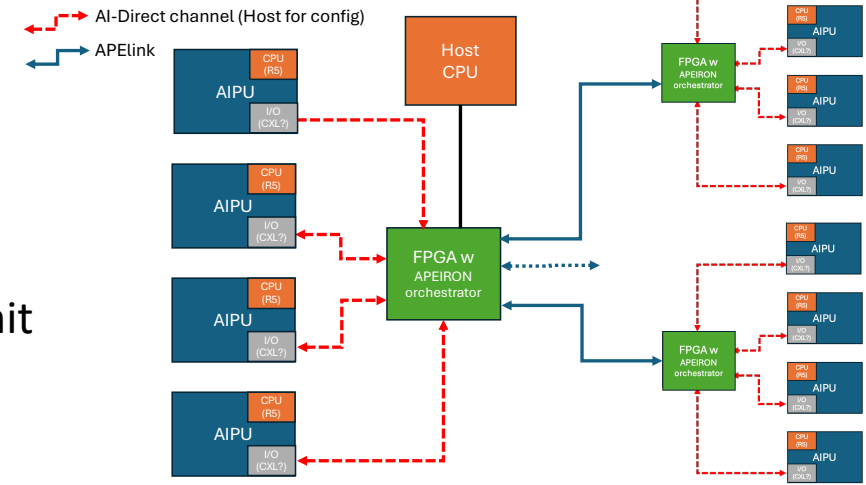 AI-Direct channel (Host for config)
APElink
CPU
(R5)
AIPU
I/O
(CXL?)
CPU
(R5)
AIPU
I/O
(CXL?)
CPU
(R5)
AIPU
I/O
(CXL?)
CPU
(R5)
AIPU
I/O
(CXL?)
Host
CPU
FPGA w
APEIRON
orchestrator
FPGA w
APEIRON
orchestrator
CPU
(R5)
AIPU
I/O
(CXL?)
CPU
(R5)
AIPU
I/O
(CXL?)
CPU
(R5)
AIPU
I/O
(CXL?)
FPGA w
APEIRON
orchestrator
CPU
(R5)
AIPU
I/O
(CXL?)
CPU
(R5)
AIPU
I/O
(CXL?)
CPU
(R5)
AIPU
I/O
(CXL?)
CPU
(R5)
AIPU
I/O
(CXL?)